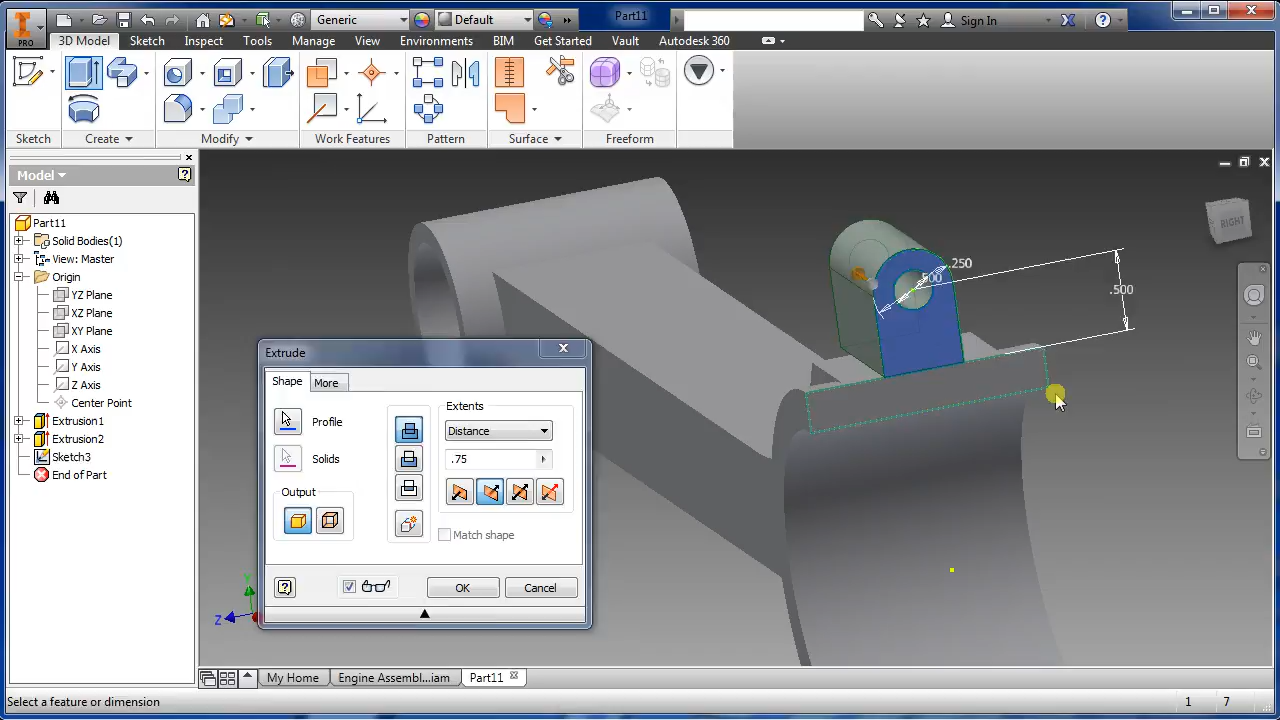 Generic
Default
Part11
Sign In
PRO
3D Model
Sketch
Inspect
Tools
Manage
View
Environments
BIM
Get Started
Vault
Autodesk 360
Sketch
Create
Modify
Work Features
Pattern
Surface
Freeform
Model
Part11
Solid Bodies(1)
View: Master
Origin
YZ Plane
XZ Plane
XY Plane
X Axis
Y Axis
Z Axis
Center Point
Extrusion1
Extrusion2
Sketch3
End of Part
RIGHT
.250
.500
.500
Extrude
Shape
More
Profile
Solids
Output
Extents
Distance
.75
Match shape
OK
Cancel
Y
Z
My Home
Engine Assembl...iam
Part11
Select a feature or dimension
1
7